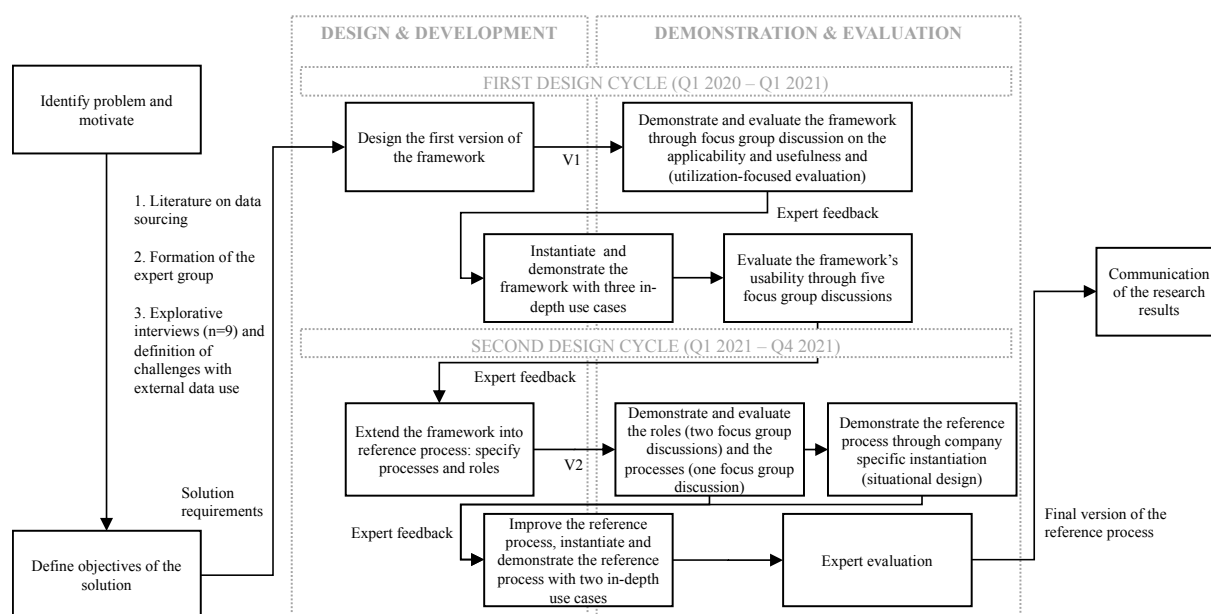 DESIGN & DEVELOPMENT
DEMONSTRATION & EVALUATION
FIRST DESIGN CYCLE (Q1 2020 – Q1 2021)
Identify problem and
motivate
Design the first version of
the framework
V1
Demonstrate and evaluate the framework
through focus group discussion on the
applicability and usefulness and
(utilization-focused evaluation)
1. Literature on data
sourcing
2. Formation of the
expert group
3. Explorative
interviews (n=9) and
definition of
challenges with
external data use
Expert feedback
Instantiate and
demonstrate the
framework with three in-
depth use cases
Evaluate the framework’s
usability through five
focus group discussions
Communication
of the research
results
SECOND DESIGN CYCLE (Q1 2021 – Q4 2021)
Expert feedback
Extend the framework into
reference process: specify
processes and roles
V2
Demonstrate and evaluate
the roles (two focus group
discussions) and the
processes (one focus group
discussion)
Demonstrate the reference
process through company
specific instantiation
(situational design)
Solution
requirements
Define objectives of the
solution
Expert feedback
Improve the reference
process, instantiate and
demonstrate the reference
process with two in-depth
use cases
Expert evaluation
Final version of the
reference process